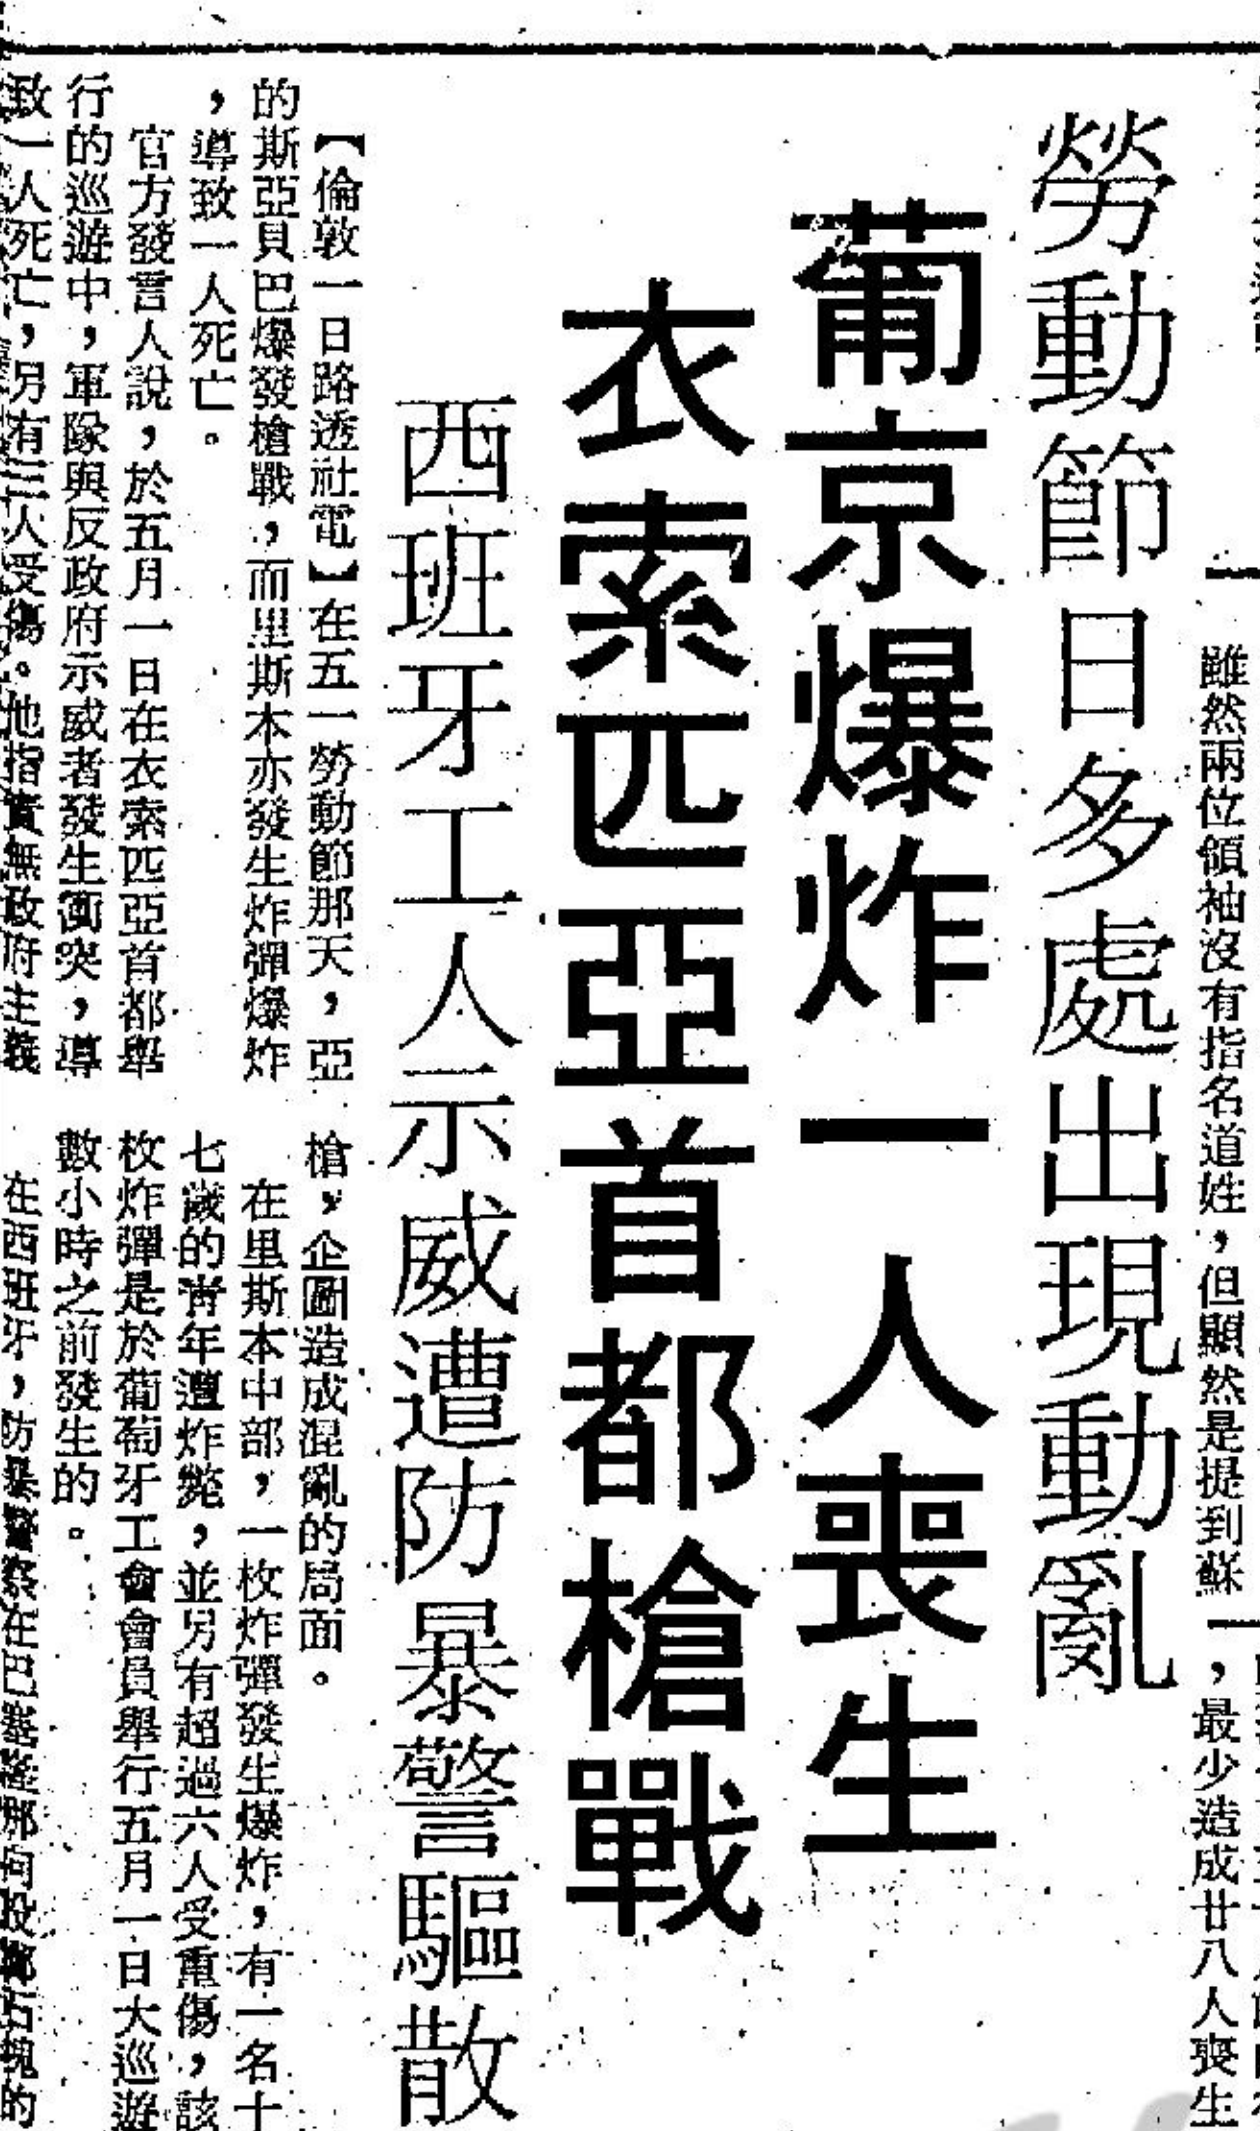 雖然兩位領袖沒有指名道姓，但顯然是提到蘇
，最少造成廿八人喪生
勞動節日多處出現動亂
葡京爆炸一人喪生
衣索匹亞首都槍戰
西班牙工人示威遭防暴警驅散
【倫敦一日路透社電】在五一勞動節那天，亞
的斯亞貝巴爆發槍戰，而里斯本亦發生炸彈爆炸
，導致一人死亡。
官方發言人說，於五月一日在衣索匹亞首都舉
行的巡遊中，軍隊與反政府示威者發生衝突，導
致一人死亡，另有三人受傷。他指責無政府主義
槍，企圖造成混亂的局面。
在里斯本中部，一枚炸彈發生爆炸，有一名十
七歲的青年遭炸斃，並另有超過六人受重傷，該
枚炸彈是於葡萄牙工會會員舉行五月一日大巡遊
數小時之前發生的。
在西班牙，防暴警察在巴塞隆那向投擲石塊的